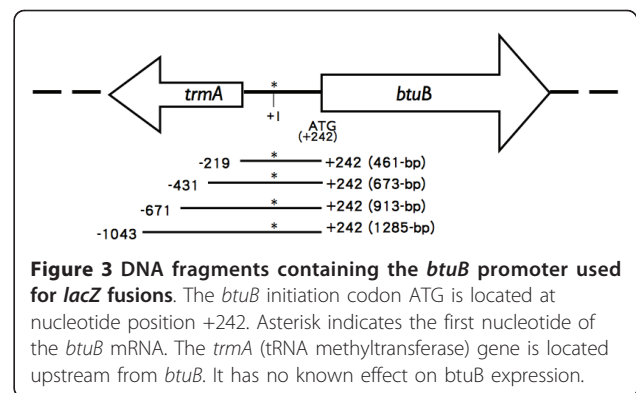 trmA
*
btuB
+1
ATG
(+242)
-219 * +242 (461-bp)
-431 * +242 (673-bp)
-671 * +242 (913-bp)
-1043 * +242 (1285-bp)
Figure 3 DNA fragments containing the btuB promoter used
for lacZ fusions. The btuB initiation codon ATG is located at
nucleotide position +242. Asterisk indicates the first nucleotide of
the btuB mRNA. The trmA (tRNA methyltransferase) gene is located
upstream from btuB. It has no known effect on btuB expression.